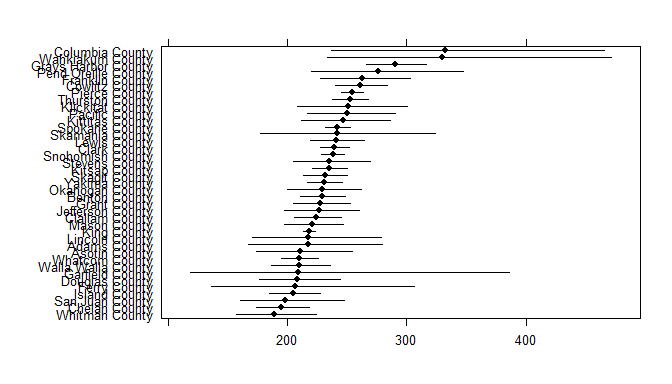 Columbia County
Wahkiakum County
Grays Harbor County
Pend Oreille County
Franklin County
Cowlitz County
Pierce County
Thurston County
Klickitat County
Pacific County
Kittitas County
Spokane County
Skamania County
Lewis County
Clark County
Snohomish County
Stevens County
Kitsap County
Skagit County
Yakima County
Okanogan County
Benton County
Grant County
Jefferson County
Clallam County
Mason County
King County
Lincoln County
Adams County
Asotin County
Whatcom County
Walla Walla County
Garfield County
Douglas County
Ferry County
Island County
San Juan County
Chelan County
Whitman County
200 300 400